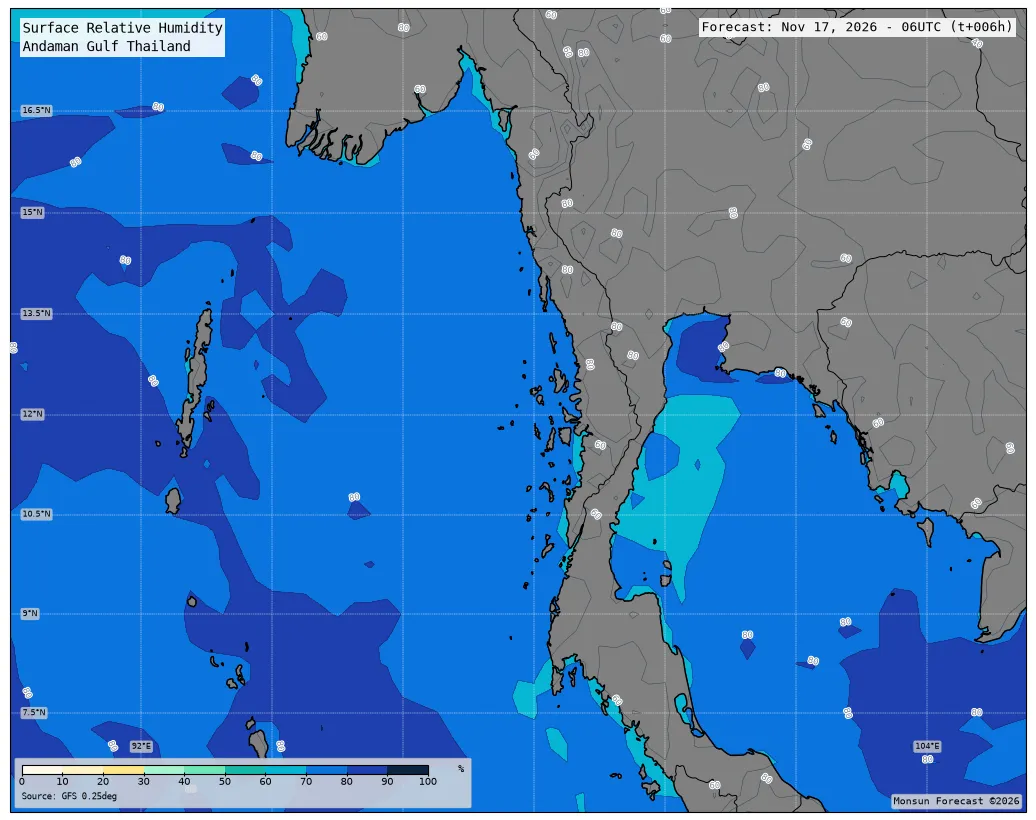 Surface Relative Humidity
Andaman Gulf Thailand
Forecast: Nov 17, 2026 - 06UTC (t+006h)
16.5°N
15°N
13.5°N
12°N
10.5°N
9°N
7.5°N
92°E
104°E
10 20 30 40 50 60 70 80 90 100 %
Source: GFS 0.25deg
Monsun Forecast ©2026